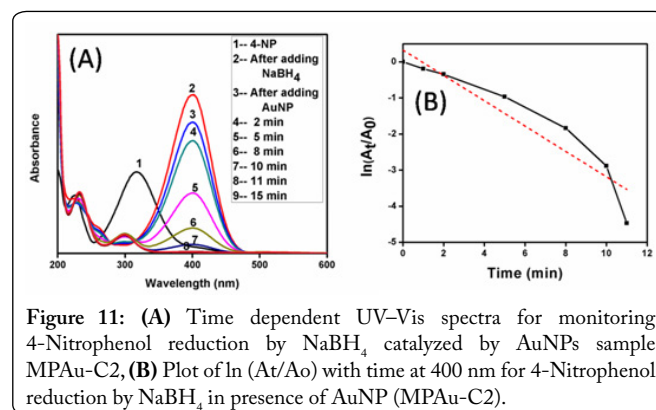 (A)
1-- 4-NP
2-- After adding
NaBH4
3-- After adding
AuNP
4-- 2 min
5-- 5 min
6-- 8 min
7-- 10 min
8-- 11 min
9-- 15 min
1
2
3
4
5
6
7
8
Absorbance
200 300 400 500 600
Wavelength (nm)
(B)
ln(At/A0)
0
-1
-2
-3
-4
-5
0 2 4 6 8 10 12
Time (min)
Figure 11: (A) Time dependent UV–Vis spectra for monitoring
4-Nitrophenol reduction by NaBH4 catalyzed by AuNPs sample
MPAu-C2, (B) Plot of ln (At/Ao) with time at 400 nm for 4-Nitrophenol
reduction by NaBH4 in presence of AuNP (MPAu-C2).